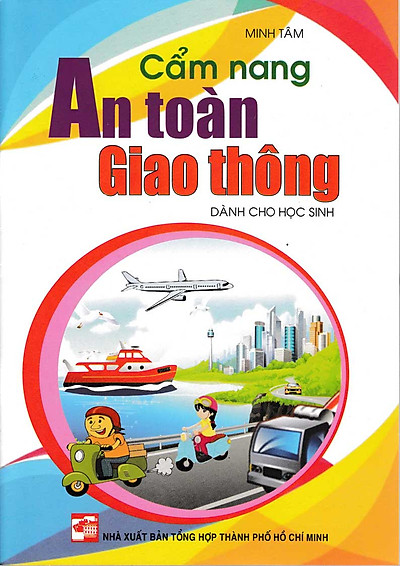 MINH TÂM
Cẩm nang
An toàn
Giao thông
DÀNH CHO HỌC SINH
NHÀ XUẤT BẢN TỔNG HỢP THÀNH PHỐ HỒ CHÍ MINH